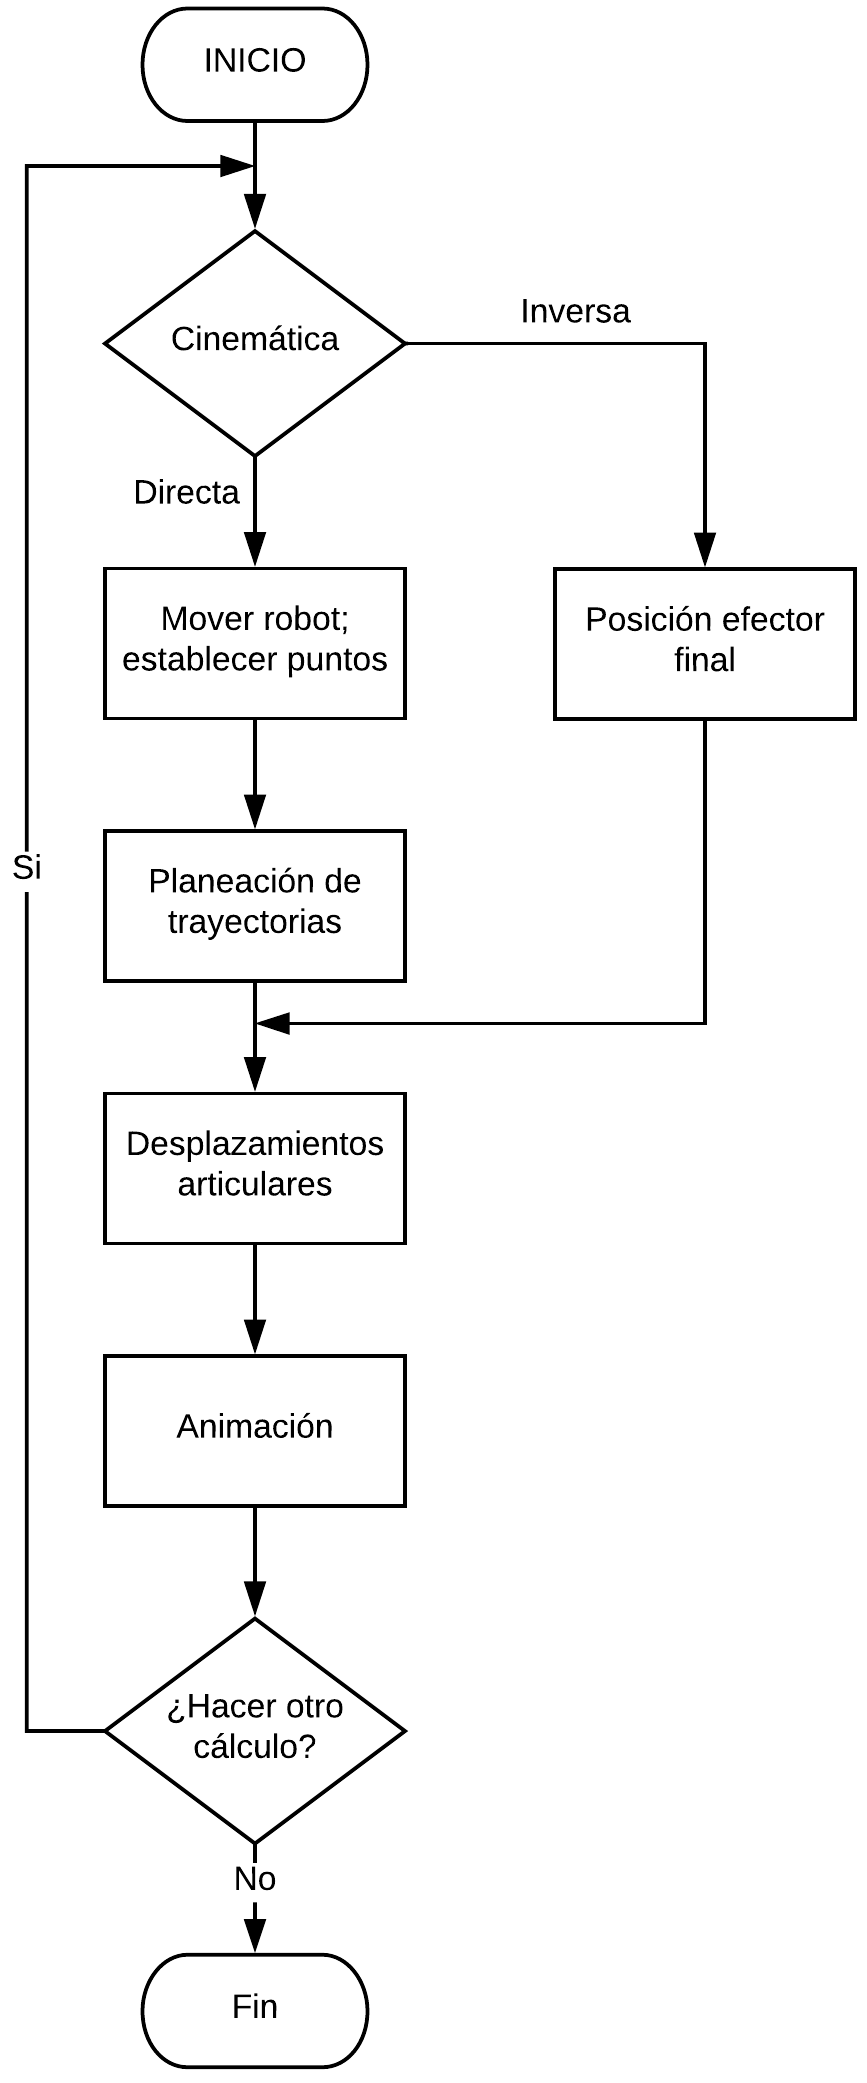 INICIO
Cinemática
Inversa
Directa
Mover robot;
establecer puntos
Posición efector
final
Planeación de
trayectorias
Si
Desplazamientos
articulares
Animación
¿Hacer otro
cálculo?
No
Fin